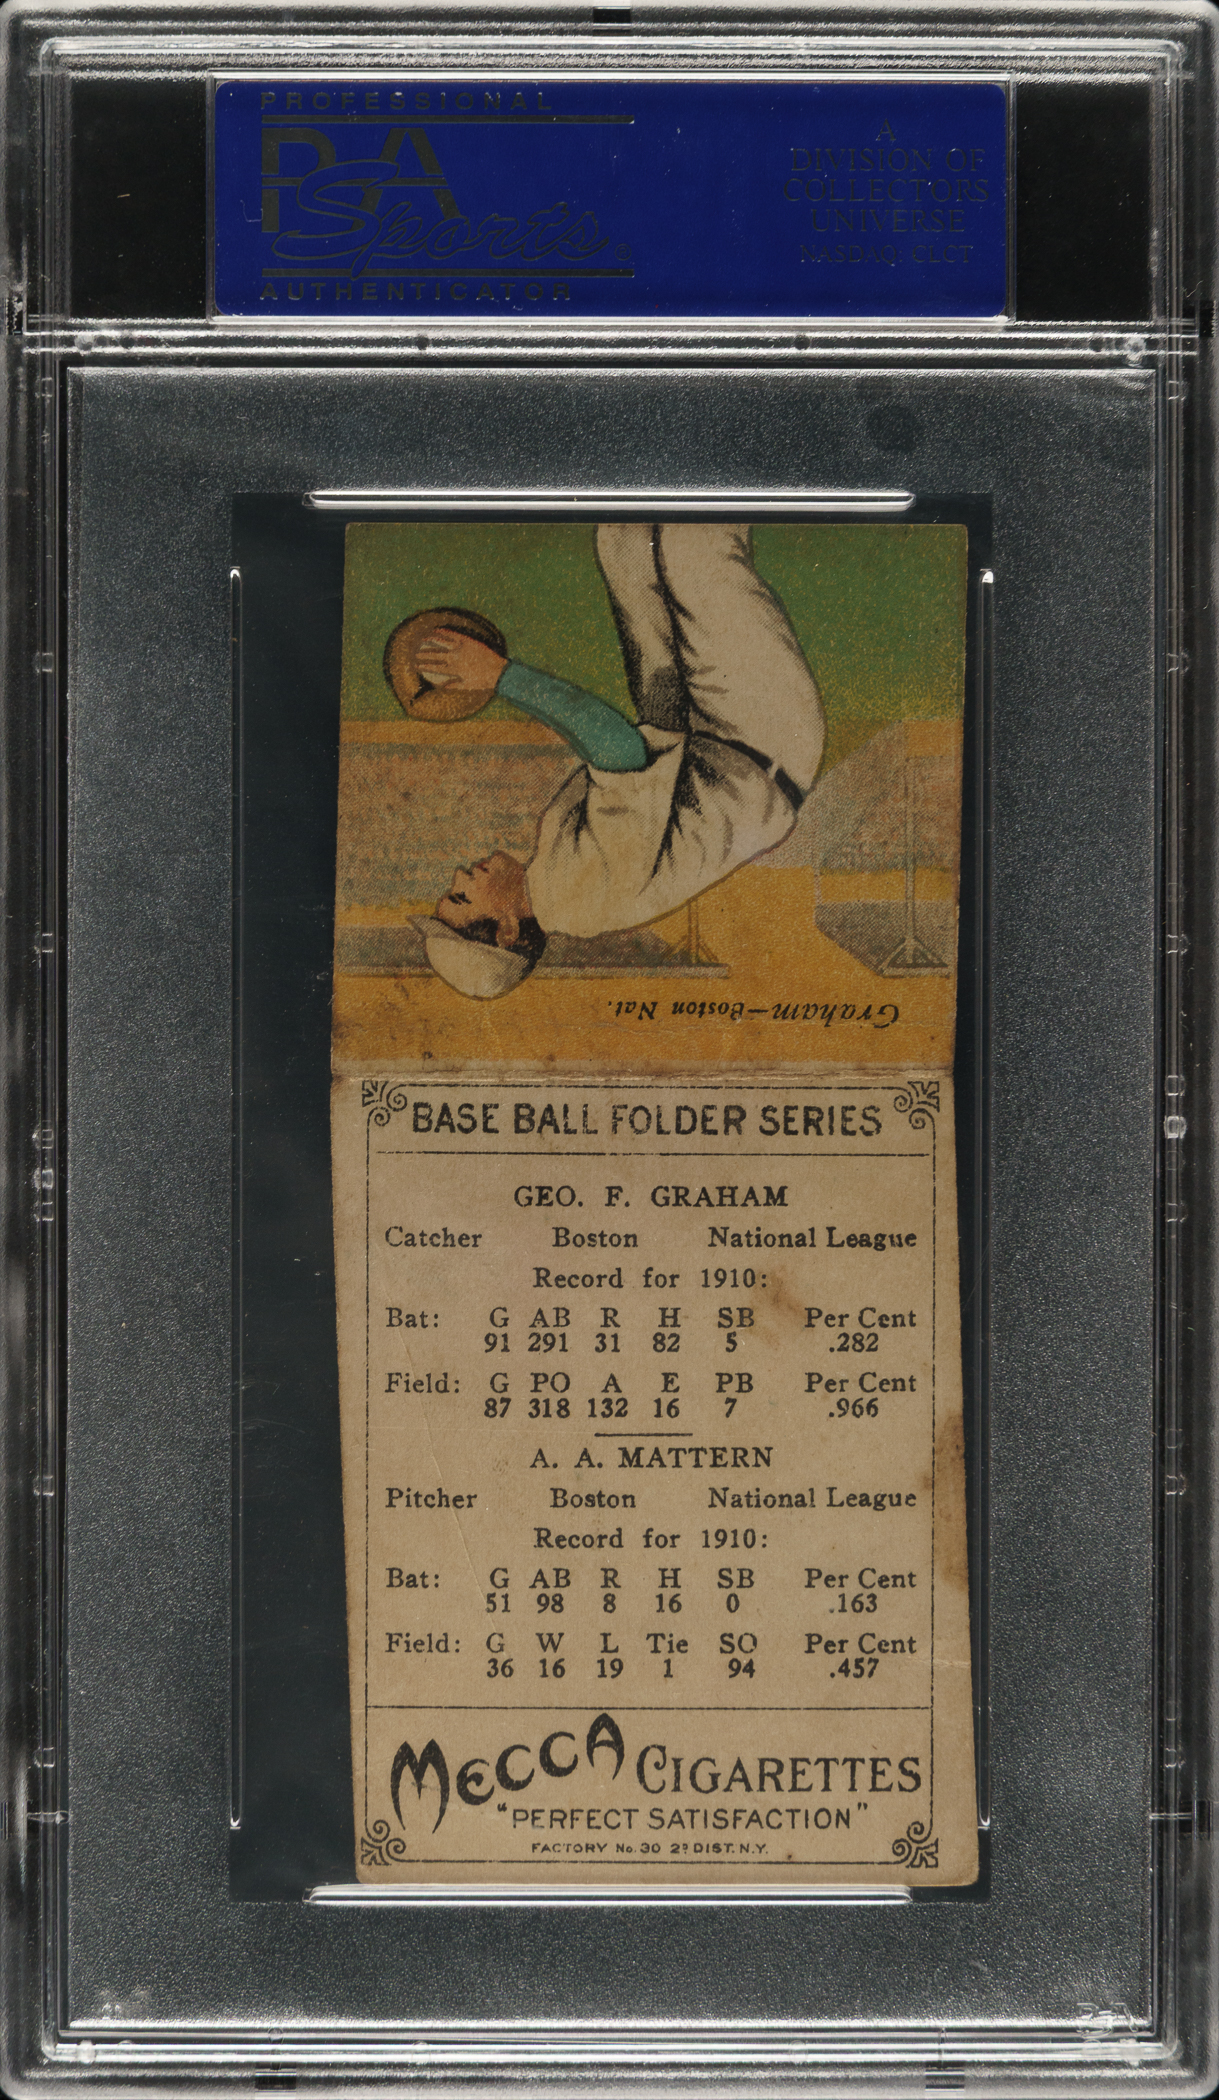 PROFESSIONAL
PSA
Sports®
AUTHENTICATOR
A
DIVISION OF
COLLECTORS
UNIVERSE
NASDAQ: CLCT
Graham—Boston Nat.
BASE BALL FOLDER SERIES
GEO. F. GRAHAM
Catcher Boston National League
Record for 1910:
Bat: G AB R H SB Per Cent
91 291 31 82 5 .282
Field: G PO A E PB Per Cent
87 318 132 16 7 .966
A. A. MATTERN
Pitcher Boston National League
Record for 1910:
Bat: G AB R H SB Per Cent
51 98 8 16 0 .163
Field: G W L Tie SO Per Cent
36 16 19 1 94 .457
MECCA CIGARETTES
"PERFECT SATISFACTION"
FACTORY No. 30 2D DIST. N.Y.
PSA